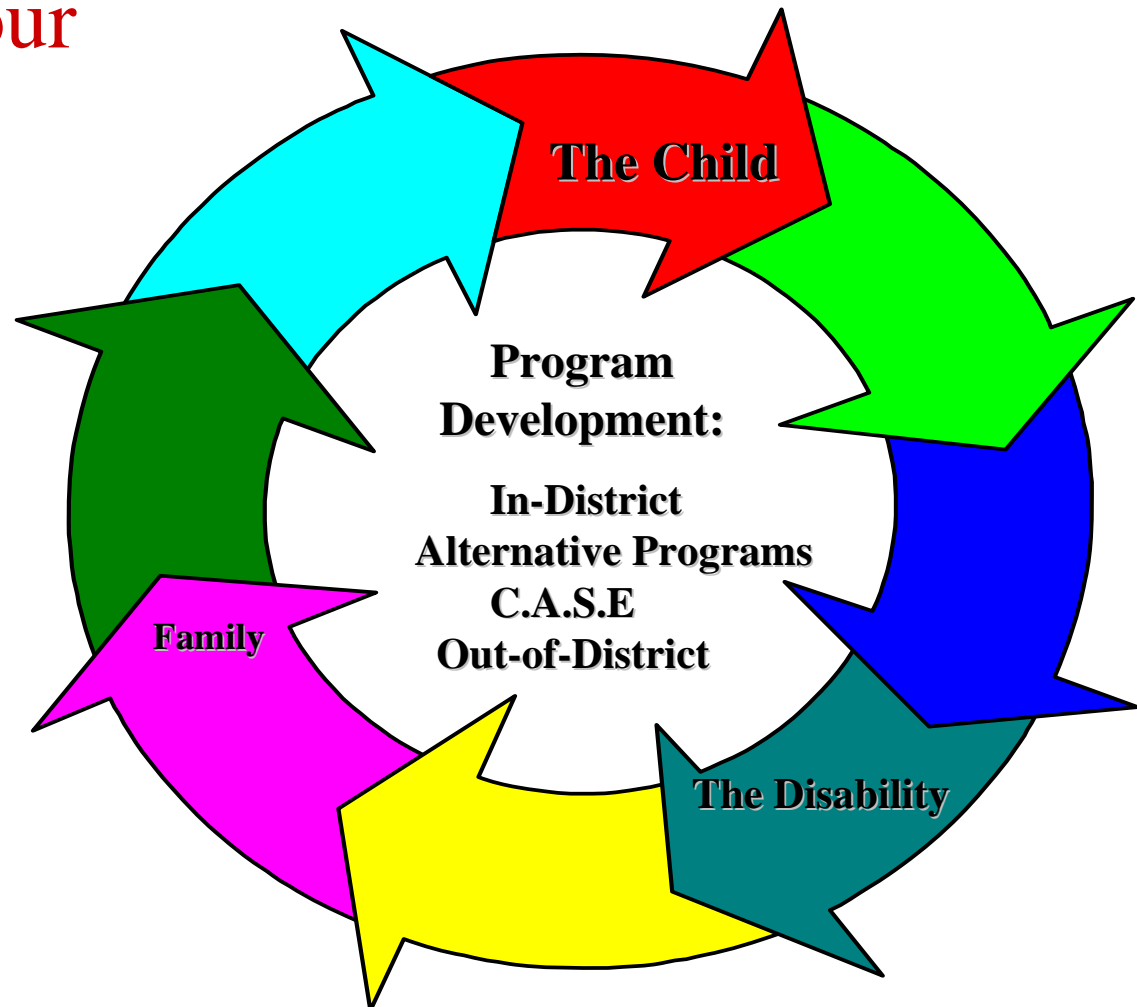 our
The Child
Program
Development:
In-District
Alternative Programs
C.A.S.E
Out-of-District
Family
The Disability